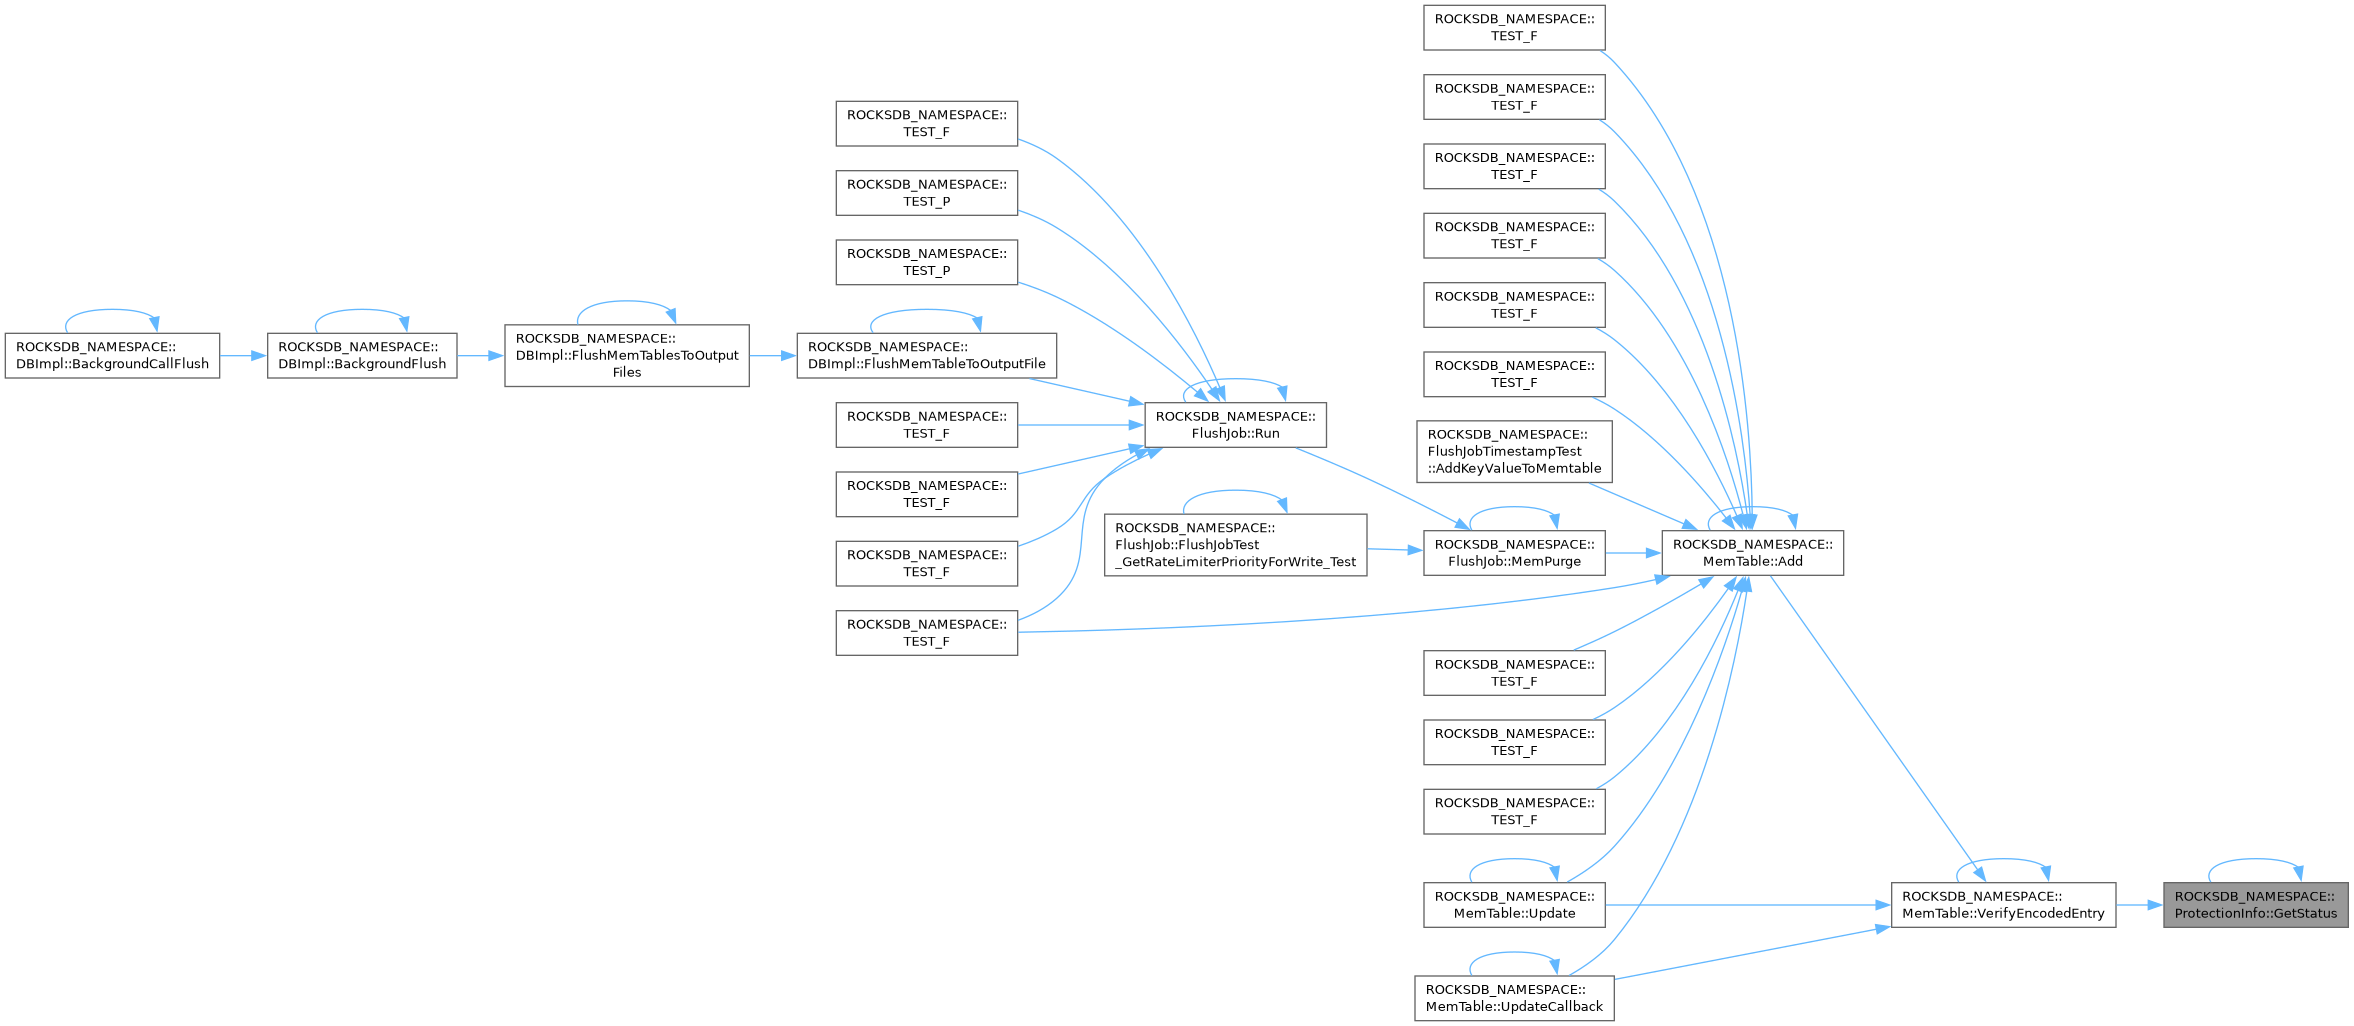 ROCKSDB_NAMESPACE::
DBImpl::BackgroundCallFlush
ROCKSDB_NAMESPACE::
DBImpl::BackgroundFlush
ROCKSDB_NAMESPACE::
DBImpl::FlushMemTablesToOutput
Files
ROCKSDB_NAMESPACE::
TEST_F
ROCKSDB_NAMESPACE::
TEST_P
ROCKSDB_NAMESPACE::
TEST_P
ROCKSDB_NAMESPACE::
DBImpl::FlushMemTableToOutputFile
ROCKSDB_NAMESPACE::
TEST_F
ROCKSDB_NAMESPACE::
TEST_F
ROCKSDB_NAMESPACE::
TEST_F
ROCKSDB_NAMESPACE::
TEST_F
ROCKSDB_NAMESPACE::
FlushJob::Run
ROCKSDB_NAMESPACE::
FlushJob::FlushJobTest
_GetRateLimiterPriorityForWrite_Test
ROCKSDB_NAMESPACE::
TEST_F
ROCKSDB_NAMESPACE::
TEST_F
ROCKSDB_NAMESPACE::
TEST_F
ROCKSDB_NAMESPACE::
TEST_F
ROCKSDB_NAMESPACE::
TEST_F
ROCKSDB_NAMESPACE::
TEST_F
ROCKSDB_NAMESPACE::
FlushJobTimestampTest
::AddKeyValueToMemtable
ROCKSDB_NAMESPACE::
FlushJob::MemPurge
ROCKSDB_NAMESPACE::
TEST_F
ROCKSDB_NAMESPACE::
TEST_F
ROCKSDB_NAMESPACE::
TEST_F
ROCKSDB_NAMESPACE::
MemTable::Update
ROCKSDB_NAMESPACE::
MemTable::UpdateCallback
ROCKSDB_NAMESPACE::
MemTable::Add
ROCKSDB_NAMESPACE::
MemTable::VerifyEncodedEntry
ROCKSDB_NAMESPACE::
ProtectionInfo::GetStatus